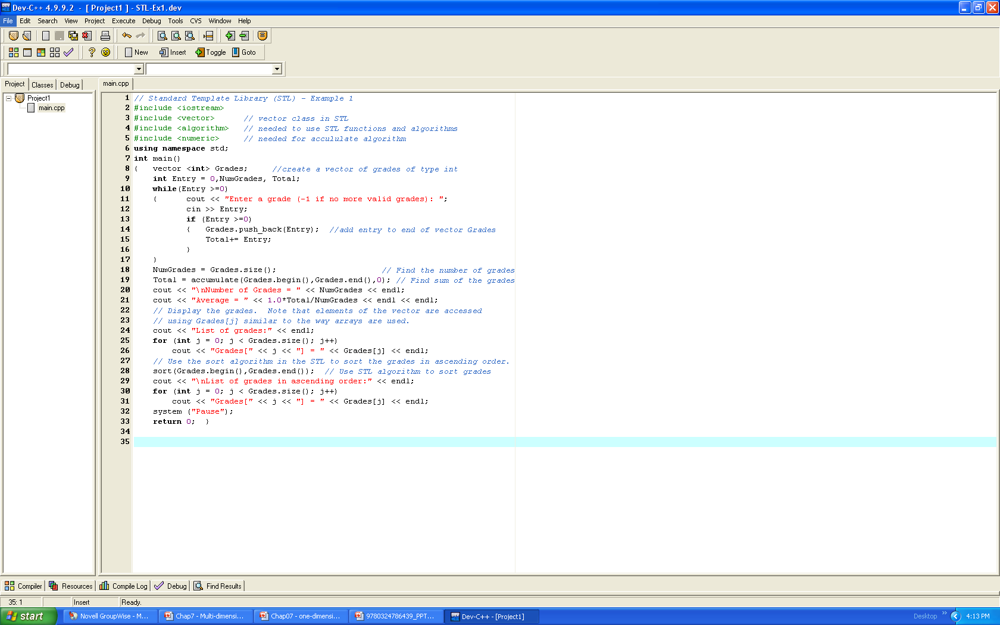 Dev-C++ 4.9.9.2 - [ Project1 ] - STL-Ex1.dev
File Edit Search View Project Execute Debug Tools CVS Window Help
New Insert Toggle Goto
Project Classes Debug
main.cpp
Project1
main.cpp
1 // Standard Template Library (STL) - Example 1
2 #include <iostream>
3 #include <vector> // vector class in STL
4 #include <algorithm> // needed to use STL functions and algorithms
5 #include <numeric> // needed for accululate algorithm
6 using namespace std;
7 int main()
8 { vector <int> Grades; //create a vector of grades of type int
9 int Entry = 0,NumGrades, Total;
10 while(Entry >=0)
11 { cout << "Enter a grade (-1 if no more valid grades): ";
12 cin >> Entry;
13 if (Entry >=0)
14 { Grades.push_back(Entry); //add entry to end of vector Grades
15 Total+= Entry;
16 }
17 }
18 NumGrades = Grades.size(); // Find the number of grades
19 Total = accumulate(Grades.begin(),Grades.end(),0); // Find sum of the grades
20 cout << "\nNumber of Grades = " << NumGrades << endl;
21 cout << "Average = " << 1.0*Total/NumGrades << endl << endl;
22 // Display the grades. Note that elements of the vector are accessed
23 // using Grades[j] similar to the way arrays are used.
24 cout << "List of grades:" << endl;
25 for (int j = 0; j < Grades.size(); j++)
26 cout << "Grades[" << j << "] = " << Grades[j] << endl;
27 // Use the sort algorithm in the STL to sort the grades in ascending order.
28 sort(Grades.begin(),Grades.end()); // Use STL algorithm to sort grades
29 cout << "\nList of grades in ascending order:" << endl;
30 for (int j = 0; j < Grades.size(); j++)
31 cout << "Grades[" << j << "] = " << Grades[j] << endl;
32 system ("Pause");
33 return 0; }
34
35
Compiler Resources Compile Log Debug Find Results
35: 1 Insert Ready.
start Novell GroupWise - M... Chap7 - Multi-dimensi... Chap07 - one-dimensi... 9780324786439_PPT... Dev-C++ - [Project1] Desktop » 4:13 PM